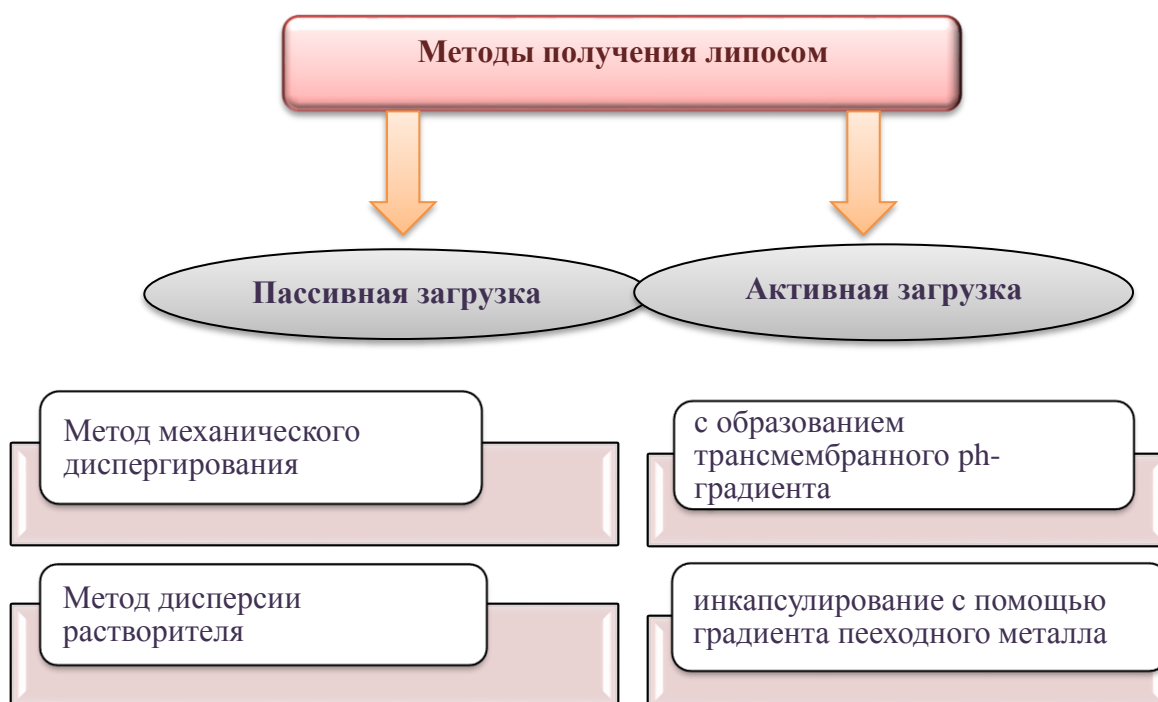 Методы получения липосом
Пассивная загрузка
Активная загрузка
Метод механического
диспергирования
с образованием
трансмембранного ph-
градиента
Метод дисперсии
растворителя
инкапсулирование с помощью
градиента пееходного металла